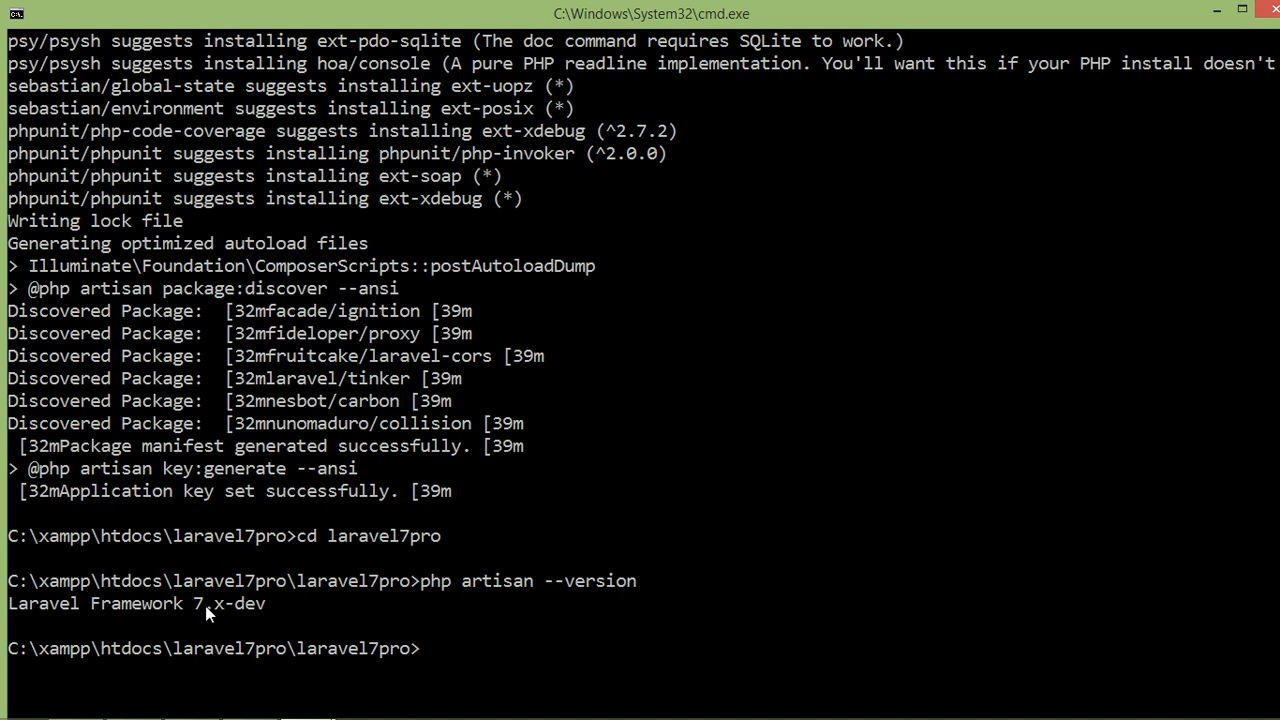 C:\Windows\System32\cmd.exe
psy/psysh suggests installing ext-pdo-sqlite (The doc command requires SQLite to work.)
psy/psysh suggests installing hoa/console (A pure PHP readline implementation. You'll want this if your PHP install doesn't
sebastian/global-state suggests installing ext-uopz (*)
sebastian/environment suggests installing ext-posix (*)
phpunit/php-code-coverage suggests installing ext-xdebug (^2.7.2)
phpunit/phpunit suggests installing phpunit/php-invoker (^2.0.0)
phpunit/phpunit suggests installing ext-soap (*)
phpunit/phpunit suggests installing ext-xdebug (*)
Writing lock file
Generating optimized autoload files
> Illuminate\Foundation\ComposerScripts::postAutoloadDump
> @php artisan package:discover --ansi
Discovered Package:  [32mfacade/ignition [39m
Discovered Package:  [32mfideloper/proxy [39m
Discovered Package:  [32mfruitcake/laravel-cors [39m
Discovered Package:  [32mlaravel/tinker [39m
Discovered Package:  [32mnesbot/carbon [39m
Discovered Package:  [32mnunomaduro/collision [39m
 [32mPackage manifest generated successfully. [39m
> @php artisan key:generate --ansi
 [32mApplication key set successfully. [39m
C:\xampp\htdocs\laravel7pro>cd laravel7pro
C:\xampp\htdocs\laravel7pro\laravel7pro>php artisan --version
Laravel Framework 7.x-dev
C:\xampp\htdocs\laravel7pro\laravel7pro>